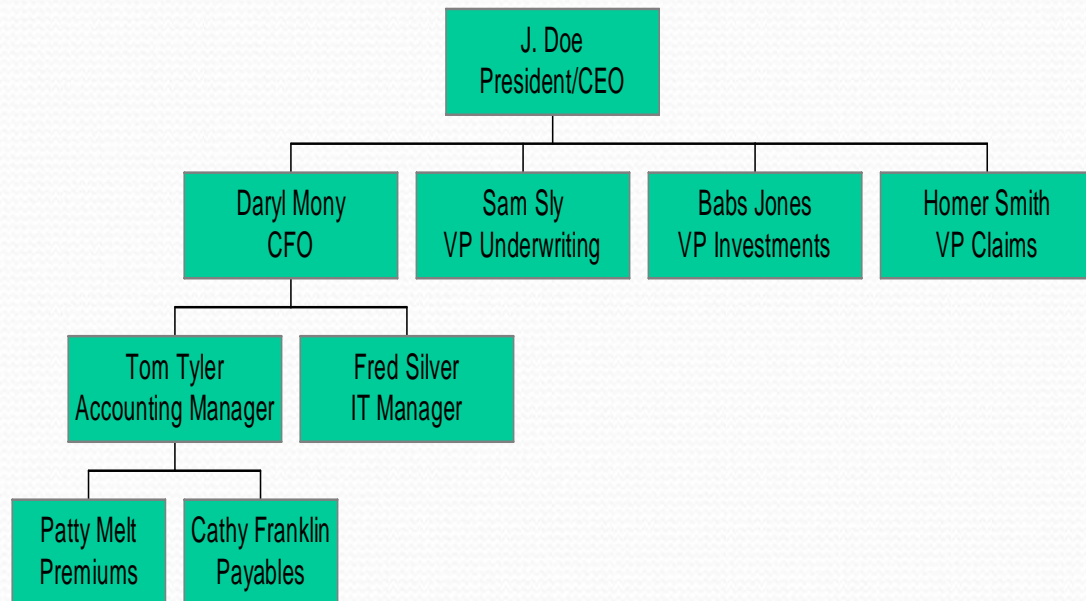 J. Doe
President/CEO
Daryl Mony
CFO
Sam Sly
VP Underwriting
Babs Jones
VP Investments
Homer Smith
VP Claims
Tom Tyler
Accounting Manager
Fred Silver
IT Manager
Patty Melt
Premiums
Cathy Franklin
Payables